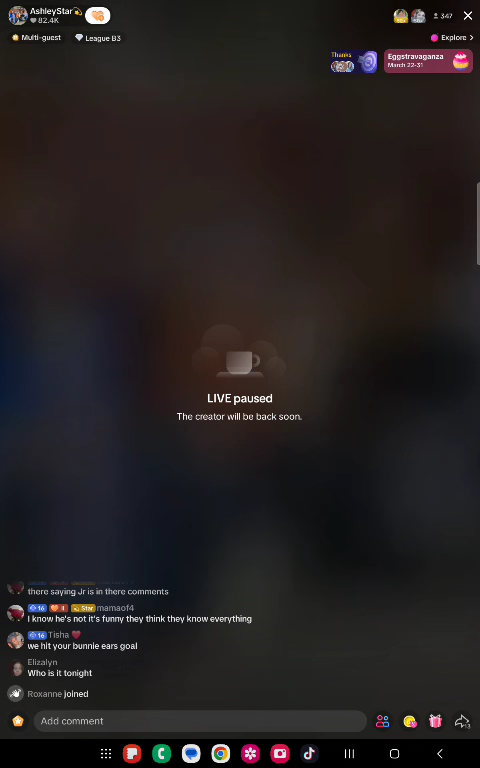 AshleyStar💫
82.4K
347
Multi-guest
League B3
Explore >
Thanks
Eggstravaganza
March 22-31
LIVE paused
The creator will be back soon.
there saying Jr is in there comments
16 Star mamaof4
I know he's not it's funny they think they know everything
16 Tisha
we hit your bunnie ears goal
Elizalyn
Who is it tonight
Roxanne joined
Add comment
13